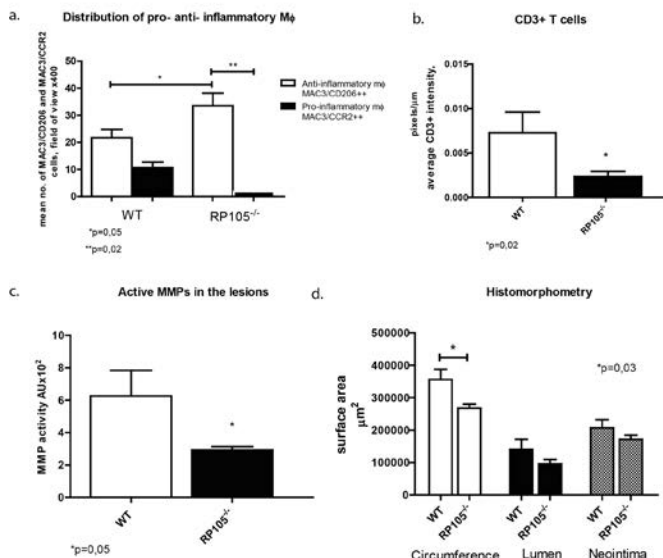 a.
Distribution of pro- anti- inflammatory Mϕ
mean no. of MAC3/CD206 and MAC3/CCR2
cells, field of view x400
50
40
30
20
10
0
*
**
WT
RP105-/-
Anti-inflammatory mϕ
MAC3/CD206++
Pro-inflammatory mϕ
MAC3/CCR2++
*p=0,05
**p=0,02
b.
CD3+ T cells
pixels/µm
average CD3+ intensity,
0.015
0.010
0.005
0.000
*
WT
RP105-/-
*p=0,02
c.
Active MMPs in the lesions
MMP activity AUx10²
8
6
4
2
0
*
WT
RP105-/-
*p=0,05
d.
Histomorphometry
surface area
µm²
500000
400000
300000
200000
100000
0
*
*p=0,03
WT
RP105-/-
WT
RP105-/-
WT
RP105-/-
Circumference
Lumen
Neointima